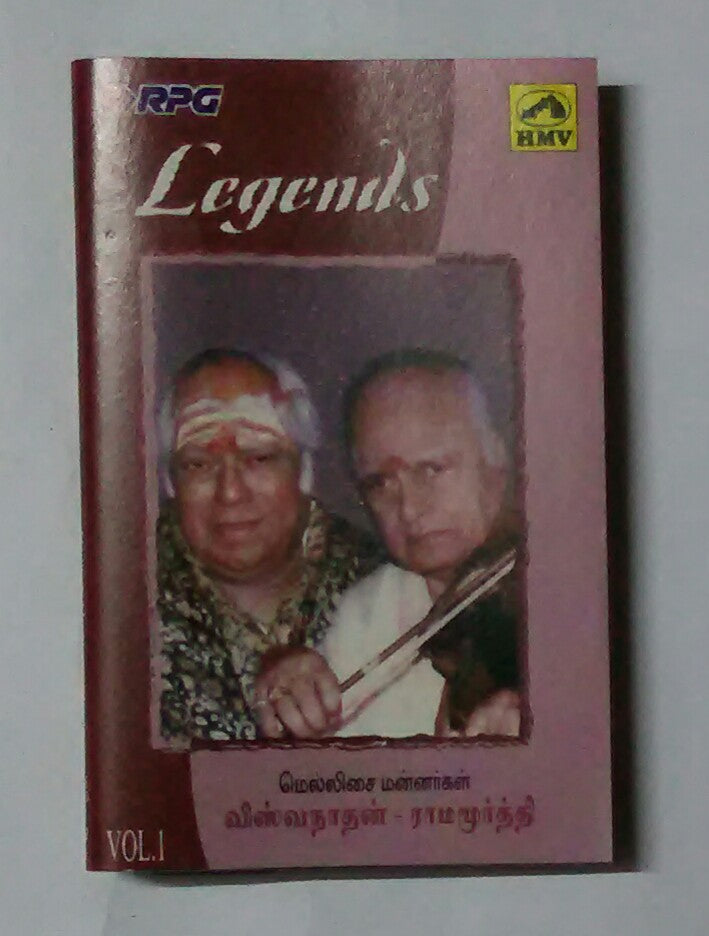 RPG
HMV
Legends
மெல்லிசை மன்னர்கள்
விஸ்வநாதன் - ராமமூர்த்தி
VOL.1